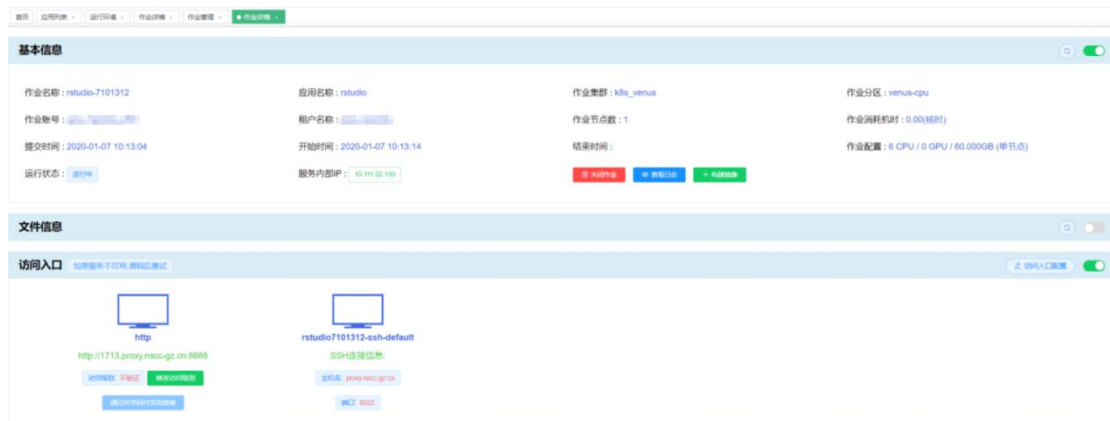 首页 应用列表 × 运行环境 × 作业详情 × 作业管理 × 作业详情 ×
基本信息
作业名称 : rstudio-7101312 应用名称 : rstudio 作业集群 : k8s_venus 作业分区 : venus-cpu
作业账号 : 租户名称 : 作业节点数 : 1 作业消耗机时 : 0.00(核时)
提交时间 : 2020-01-07 10:13:04 开始时间 : 2020-01-07 10:13:14 结束时间 : 作业配置 : 6 CPU / 0 GPU / 60.000GB (单节点)
运行状态 : 运行中 服务内部IP : 关闭作业 查看日志 + 构建镜像
文件信息
访问入口 如果服务不可用,请稍后重试 访问入口配置
http rstudio7101312-ssh-default
http://1713.proxy.nscc-gz.cn:8888 SSH连接信息:
访问级别: 不验证 修改访问级别 主机名: proxy.nscc-gz.cn
端口: 8022